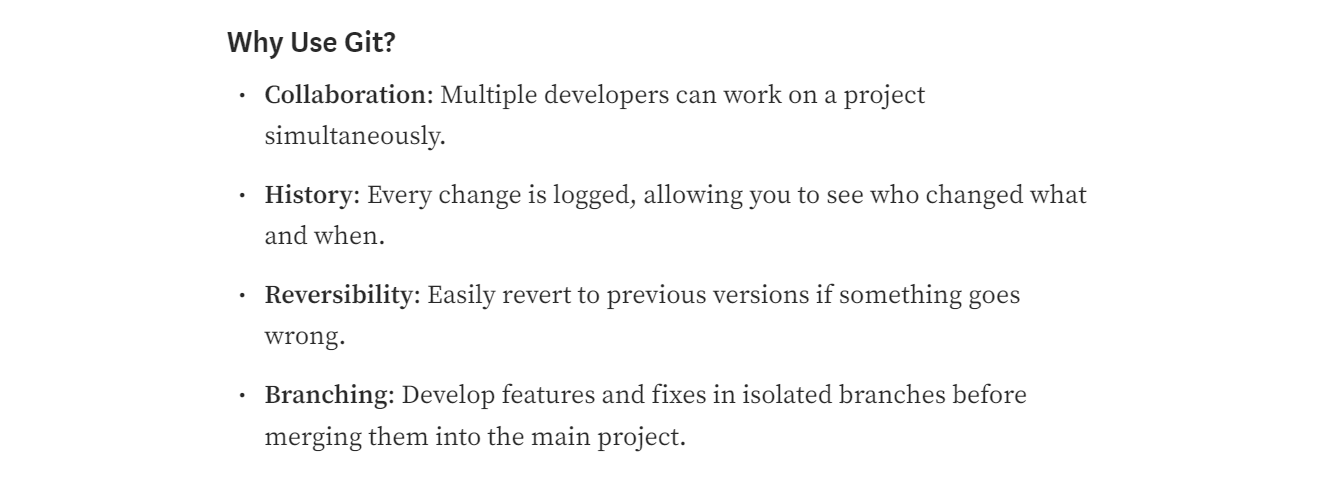 Why Use Git?
• Collaboration: Multiple developers can work on a project
simultaneously.
• History: Every change is logged, allowing you to see who changed what
and when.
• Reversibility: Easily revert to previous versions if something goes
wrong.
• Branching: Develop features and fixes in isolated branches before
merging them into the main project.